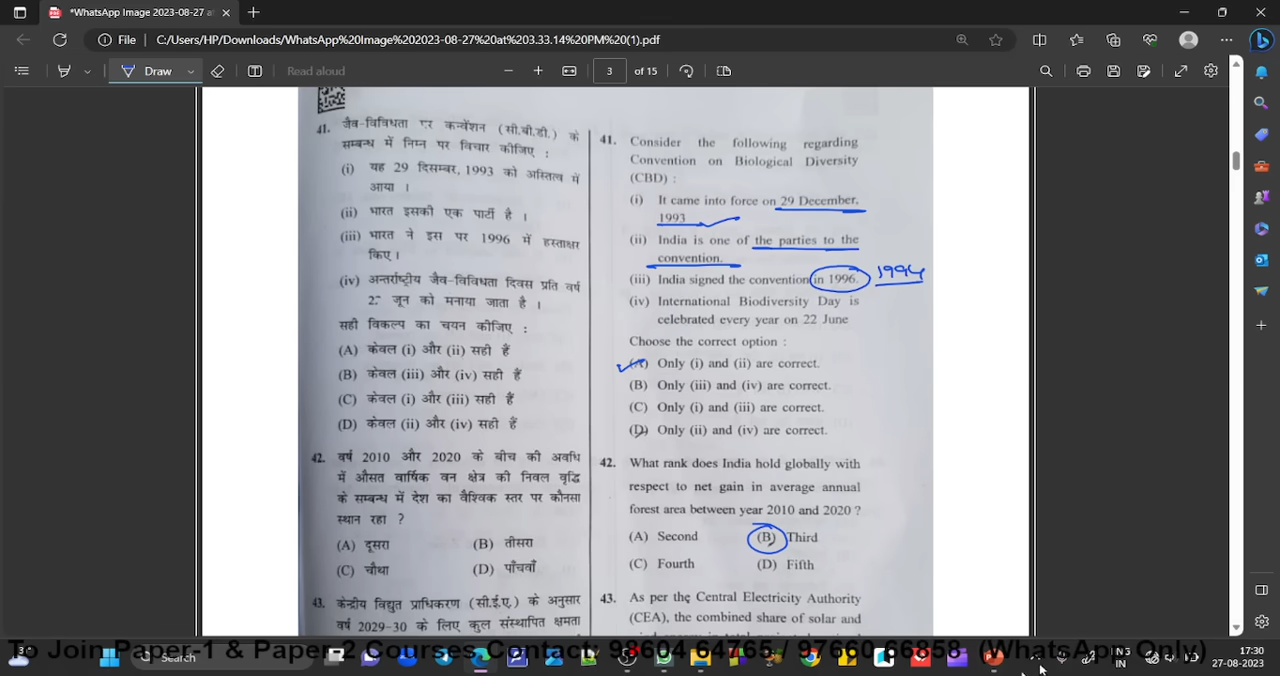 *WhatsApp Image 2023-08-27 at
File
C:/Users/HP/Downloads/WhatsApp%20Image%202023-08-27%20at%203.33.14%20PM%20(1).pdf
Draw
Read aloud
3
of 15
41. जैव-विविधता पर कन्वेंशन (सी.बी.डी.) के
सम्बन्ध में निम्न पर विचार कीजिए :
(i) यह 29 दिसम्बर, 1993 को अस्तित्व में
आया ।
(ii) भारत इसकी एक पार्टी है ।
(iii) भारत ने इस पर 1996 में हस्ताक्षर
किए ।
(iv) अन्तर्राष्ट्रीय जैव-विविधता दिवस प्रति वर्ष
जून को मनाया जाता है ।
सही विकल्प का चयन कीजिए :
(A) केवल (i) और (ii) सही हैं
(B) केवल (iii) और (iv) सही हैं
(C) केवल (i) और (iii) सही हैं
(D) केवल (ii) और (iv) सही हैं
42. वर्ष 2010 और 2020 के बीच की अवधि
में औसत वार्षिक वन क्षेत्र की निवल वृद्धि
के सम्बन्ध में देश का वैश्विक स्तर पर कौनसा
स्थान रहा ?
(A) दूसरा (B) तीसरा
(C) चौथा (D) पाँचवाँ
43. केन्द्रीय विद्युत प्राधिकरण (सी.ई.ए.) के अनुसार
वर्ष 2029-30 के लिए कुल संस्थापित क्षमता
41. Consider the following regarding
Convention on Biological Diversity
(CBD) :
(i) It came into force on 29 December,
1993
(ii) India is one of the parties to the
convention.
(iii) India signed the convention in 1996. 1994
(iv) International Biodiversity Day is
celebrated every year on 22 June
Choose the correct option :
(A) Only (i) and (ii) are correct.
(B) Only (iii) and (iv) are correct.
(C) Only (i) and (iii) are correct.
(D) Only (ii) and (iv) are correct.
42. What rank does India hold globally with
respect to net gain in average annual
forest area between year 2010 and 2020 ?
(A) Second (B) Third
(C) Fourth (D) Fifth
43. As per the Central Electricity Authority
(CEA), the combined share of solar and
To Join Paper-1 & Paper-2 Courses Contact: 98604 64765 / 97660 66858 (WhatsApp Only)
Search
ENG
IN
17:30
27-08-2023